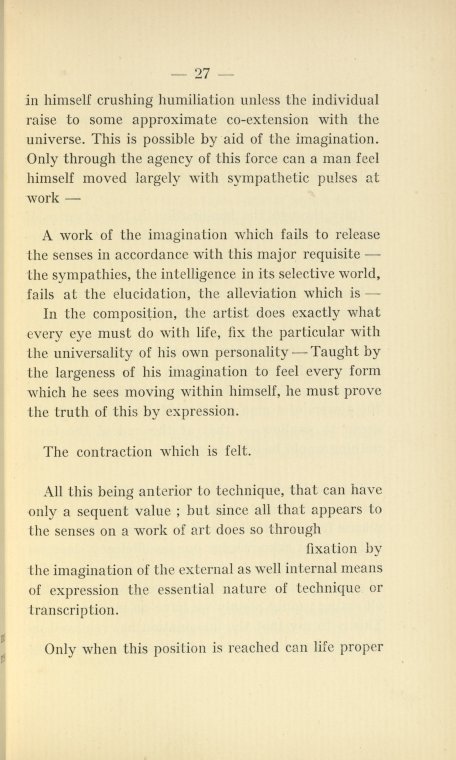 — 27 —
in himself crushing humiliation unless the individual
raise to some approximate co-extension with the
universe. This is possible by aid of the imagination.
Only through the agency of this force can a man feel
himself moved largely with sympathetic pulses at
work —
A work of the imagination which fails to release
the senses in accordance with this major requisite —
the sympathies, the intelligence in its selective world,
fails at the elucidation, the alleviation which is —
In the composition, the artist does exactly what
every eye must do with life, fix the particular with
the universality of his own personality — Taught by
the largeness of his imagination to feel every form
which he sees moving within himself, he must prove
the truth of this by expression.
The contraction which is felt.
All this being anterior to technique, that can have
only a sequent value ; but since all that appears to
the senses on a work of art does so through
fixation by
the imagination of the external as well internal means
of expression the essential nature of technique or
transcription.
Only when this position is reached can life proper